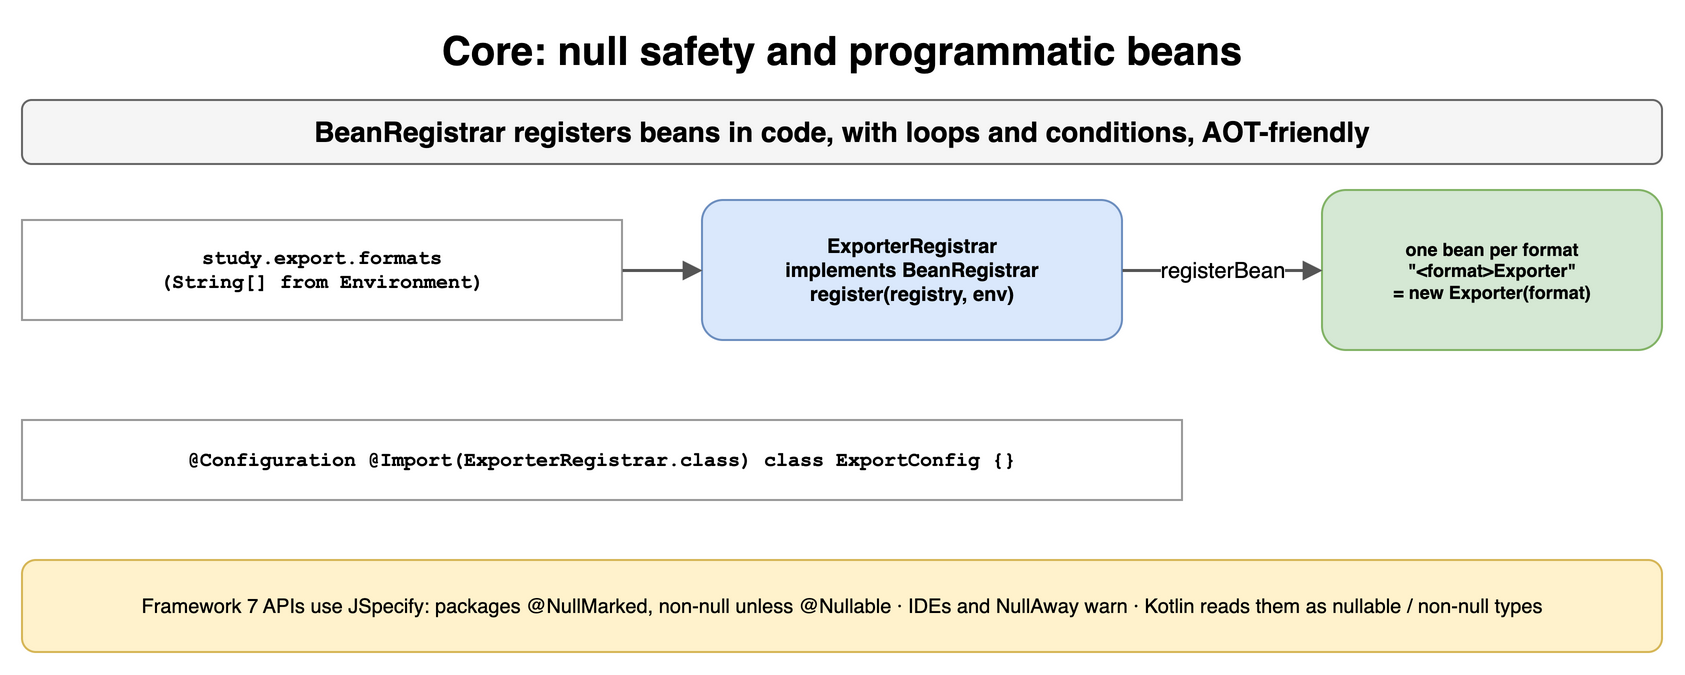 Core: null safety and programmatic beans
BeanRegistrar registers beans in code, with loops and conditions, AOT-friendly
study.export.formats
(String[] from Environment)
ExporterRegistrar
implements BeanRegistrar
register(registry, env)
registerBean
one bean per format
"<format>Exporter"
= new Exporter(format)
@Configuration @Import(ExporterRegistrar.class) class ExportConfig {}
Framework 7 APIs use JSpecify: packages @NullMarked, non-null unless @Nullable · IDEs and NullAway warn · Kotlin reads them as nullable / non-null types